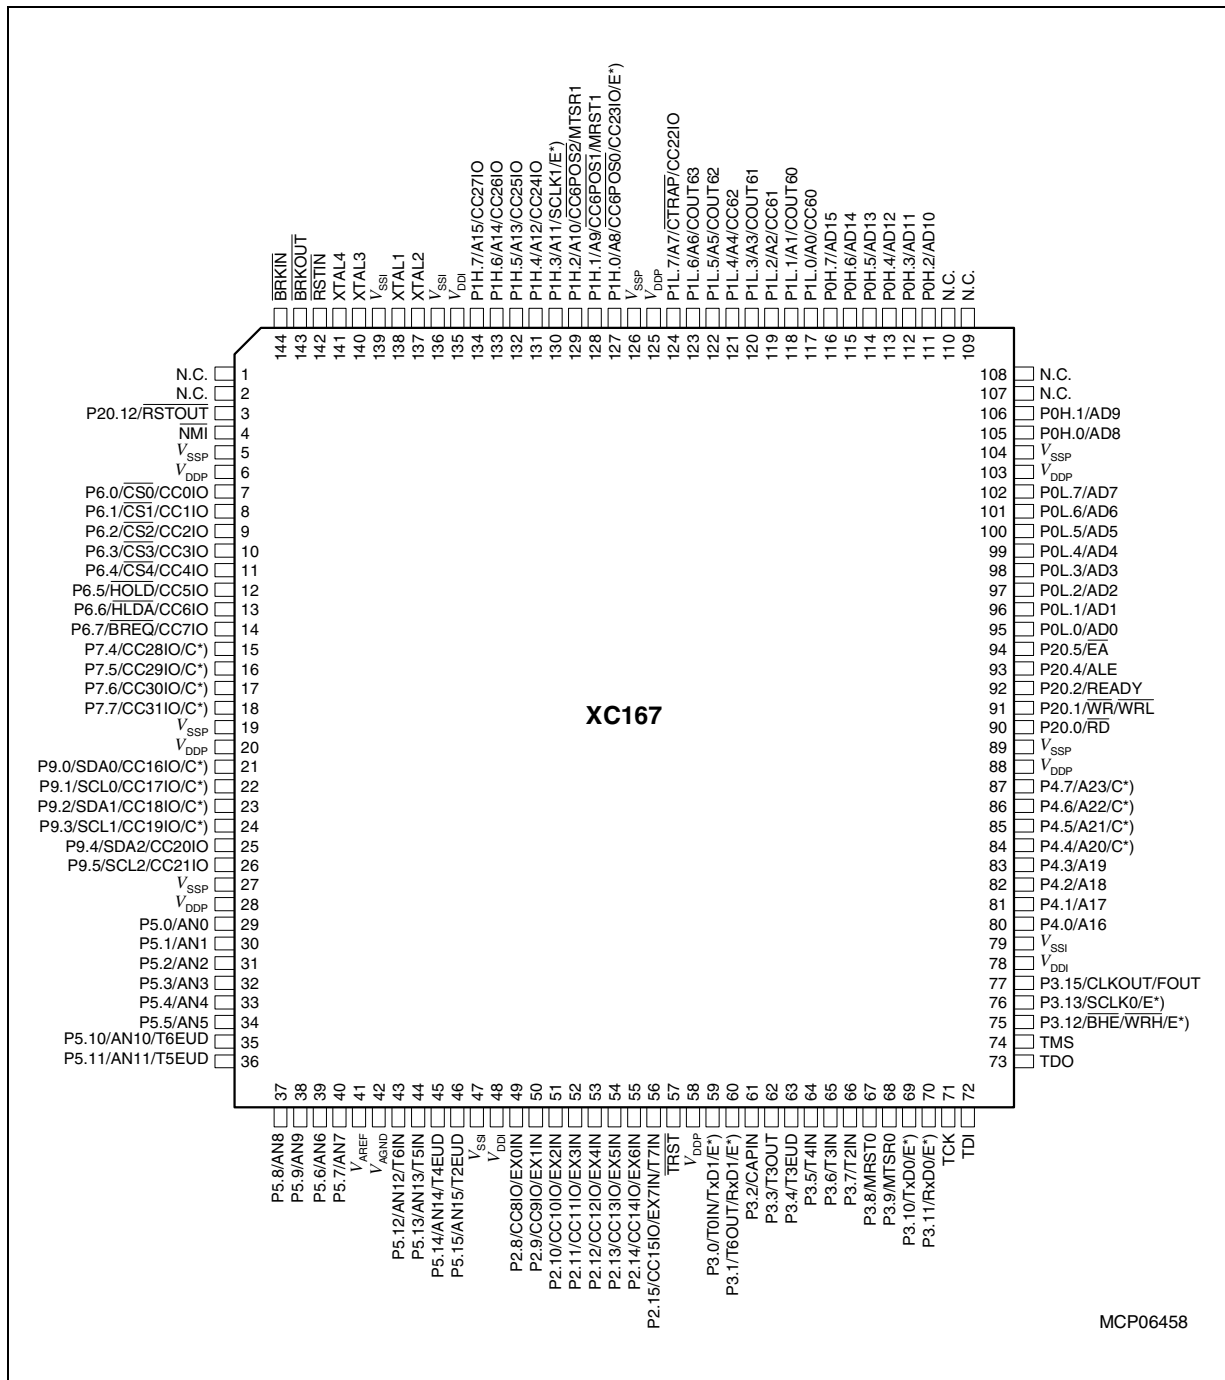 BRKIN
BRKOUT
RSTIN
XTAL4
XTAL3
VSSI
XTAL1
XTAL2
VSSI
VDDI
P1H.7/A15/CC27IO
P1H.6/A14/CC26IO
P1H.5/A13/CC25IO
P1H.4/A12/CC24IO
P1H.3/A11/SCLK1/E*)
P1H.2/A10/CC6POS2/MTSR1
P1H.1/A9/CC6POS1/MRST1
P1H.0/A8/CC6POS0/CC23IO/E*)
VSSP
VDDP
P1L.7/A7/CTRAP/CC22IO
P1L.6/A6/COUT63
P1L.5/A5/COUT62
P1L.4/A4/CC62
P1L.3/A3/COUT61
P1L.2/A2/CC61
P1L.1/A1/COUT60
P1L.0/A0/CC60
P0H.7/AD15
P0H.6/AD14
P0H.5/AD13
P0H.4/AD12
P0H.3/AD11
P0H.2/AD10
N.C.
N.C.
144 143 142 141 140 139 138 137 136 135 134 133 132 131 130 129 128 127 126 125 124 123 122 121 120 119 118 117 116 115 114 113 112 111 110 109
N.C. 1
N.C. 2
P20.12/RSTOUT 3
NMI 4
VSSP 5
VDDP 6
P6.0/CS0/CC0IO 7
P6.1/CS1/CC1IO 8
P6.2/CS2/CC2IO 9
P6.3/CS3/CC3IO 10
P6.4/CS4/CC4IO 11
P6.5/HOLD/CC5IO 12
P6.6/HLDA/CC6IO 13
P6.7/BREQ/CC7IO 14
P7.4/CC28IO/C*) 15
P7.5/CC29IO/C*) 16
P7.6/CC30IO/C*) 17
P7.7/CC31IO/C*) 18
VSSP 19
VDDP 20
P9.0/SDA0/CC16IO/C*) 21
P9.1/SCL0/CC17IO/C*) 22
P9.2/SDA1/CC18IO/C*) 23
P9.3/SCL1/CC19IO/C*) 24
P9.4/SDA2/CC20IO 25
P9.5/SCL2/CC21IO 26
VSSP 27
VDDP 28
P5.0/AN0 29
P5.1/AN1 30
P5.2/AN2 31
P5.3/AN3 32
P5.4/AN4 33
P5.5/AN5 34
P5.10/AN10/T6EUD 35
P5.11/AN11/T5EUD 36
XC167
108 N.C.
107 N.C.
106 P0H.1/AD9
105 P0H.0/AD8
104 VSSP
103 VDDP
102 P0L.7/AD7
101 P0L.6/AD6
100 P0L.5/AD5
99 P0L.4/AD4
98 P0L.3/AD3
97 P0L.2/AD2
96 P0L.1/AD1
95 P0L.0/AD0
94 P20.5/EA
93 P20.4/ALE
92 P20.2/READY
91 P20.1/WR/WRL
90 P20.0/RD
89 VSSP
88 VDDP
87 P4.7/A23/C*)
86 P4.6/A22/C*)
85 P4.5/A21/C*)
84 P4.4/A20/C*)
83 P4.3/A19
82 P4.2/A18
81 P4.1/A17
80 P4.0/A16
79 VSSI
78 VDDI
77 P3.15/CLKOUT/FOUT
76 P3.13/SCLK0/E*)
75 P3.12/BHE/WRH/E*)
74 TMS
73 TDO
37 38 39 40 41 42 43 44 45 46 47 48 49 50 51 52 53 54 55 56 57 58 59 60 61 62 63 64 65 66 67 68 69 70 71 72
P5.8/AN8
P5.9/AN9
P5.6/AN6
P5.7/AN7
VAREF
VAGND
P5.12/AN12/T6IN
P5.13/AN13/T5IN
P5.14/AN14/T4EUD
P5.15/AN15/T2EUD
VSSI
VDDI
P2.8/CC8IO/EX0IN
P2.9/CC9IO/EX1IN
P2.10/CC10IO/EX2IN
P2.11/CC11IO/EX3IN
P2.12/CC12IO/EX4IN
P2.13/CC13IO/EX5IN
P2.14/CC14IO/EX6IN
P2.15/CC15IO/EX7IN/T7IN
TRST
VDDP
P3.0/T0IN/TxD1/E*)
P3.1/T6OUT/RxD1/E*)
P3.2/CAPIN
P3.3/T3OUT
P3.4/T3EUD
P3.5/T4IN
P3.6/T3IN
P3.7/T2IN
P3.8/MRST0
P3.9/MTSR0
P3.10/TxD0/E*)
P3.11/RxD0/E*)
TCK
TDI
MCP06458